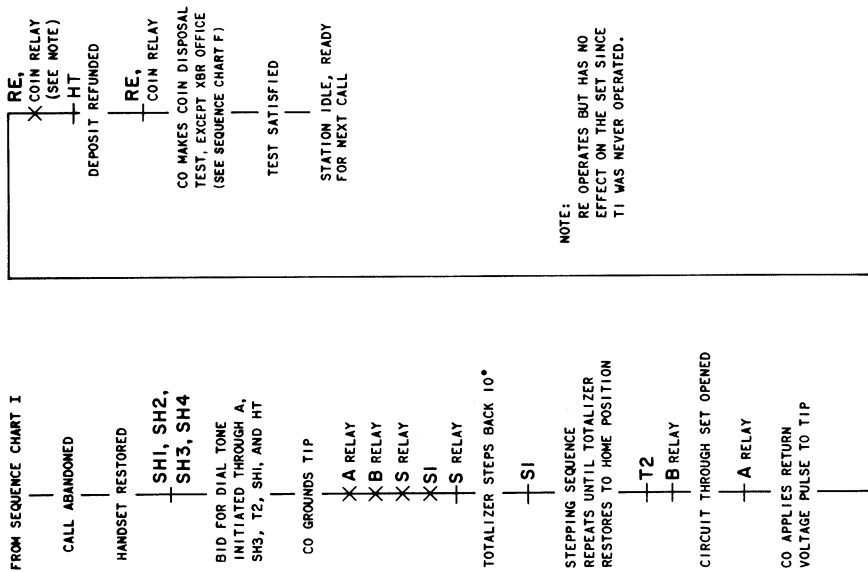 FROM SEQUENCE CHART I
CALL ABANDONED
HANDSET RESTORED
SH1, SH2,
SH3, SH4
BID FOR DIAL TONE
INITIATED THROUGH A,
SH3, T2, SH1, AND HT
CO GROUNDS TIP
A RELAY
B RELAY
S RELAY
S1
S RELAY
TOTALIZER STEPS BACK 10°
S1
STEPPING SEQUENCE
REPEATS UNTIL TOTALIZER
RESTORES TO HOME POSITION
T2
B RELAY
CIRCUIT THROUGH SET OPENED
A RELAY
CO APPLIES RETURN
VOLTAGE PULSE TO TIP
RE,
COIN RELAY
(SEE NOTE)
HT
DEPOSIT REFUNDED
RE,
COIN RELAY
CO MAKES COIN DISPOSAL
TEST, EXCEPT XBR OFFICE
(SEE SEQUENCE CHART F)
TEST SATISFIED
STATION IDLE, READY
FOR NEXT CALL
NOTE:
RE OPERATES BUT HAS NO
EFFECT ON THE SET SINCE
T1 WAS NEVER OPERATED.